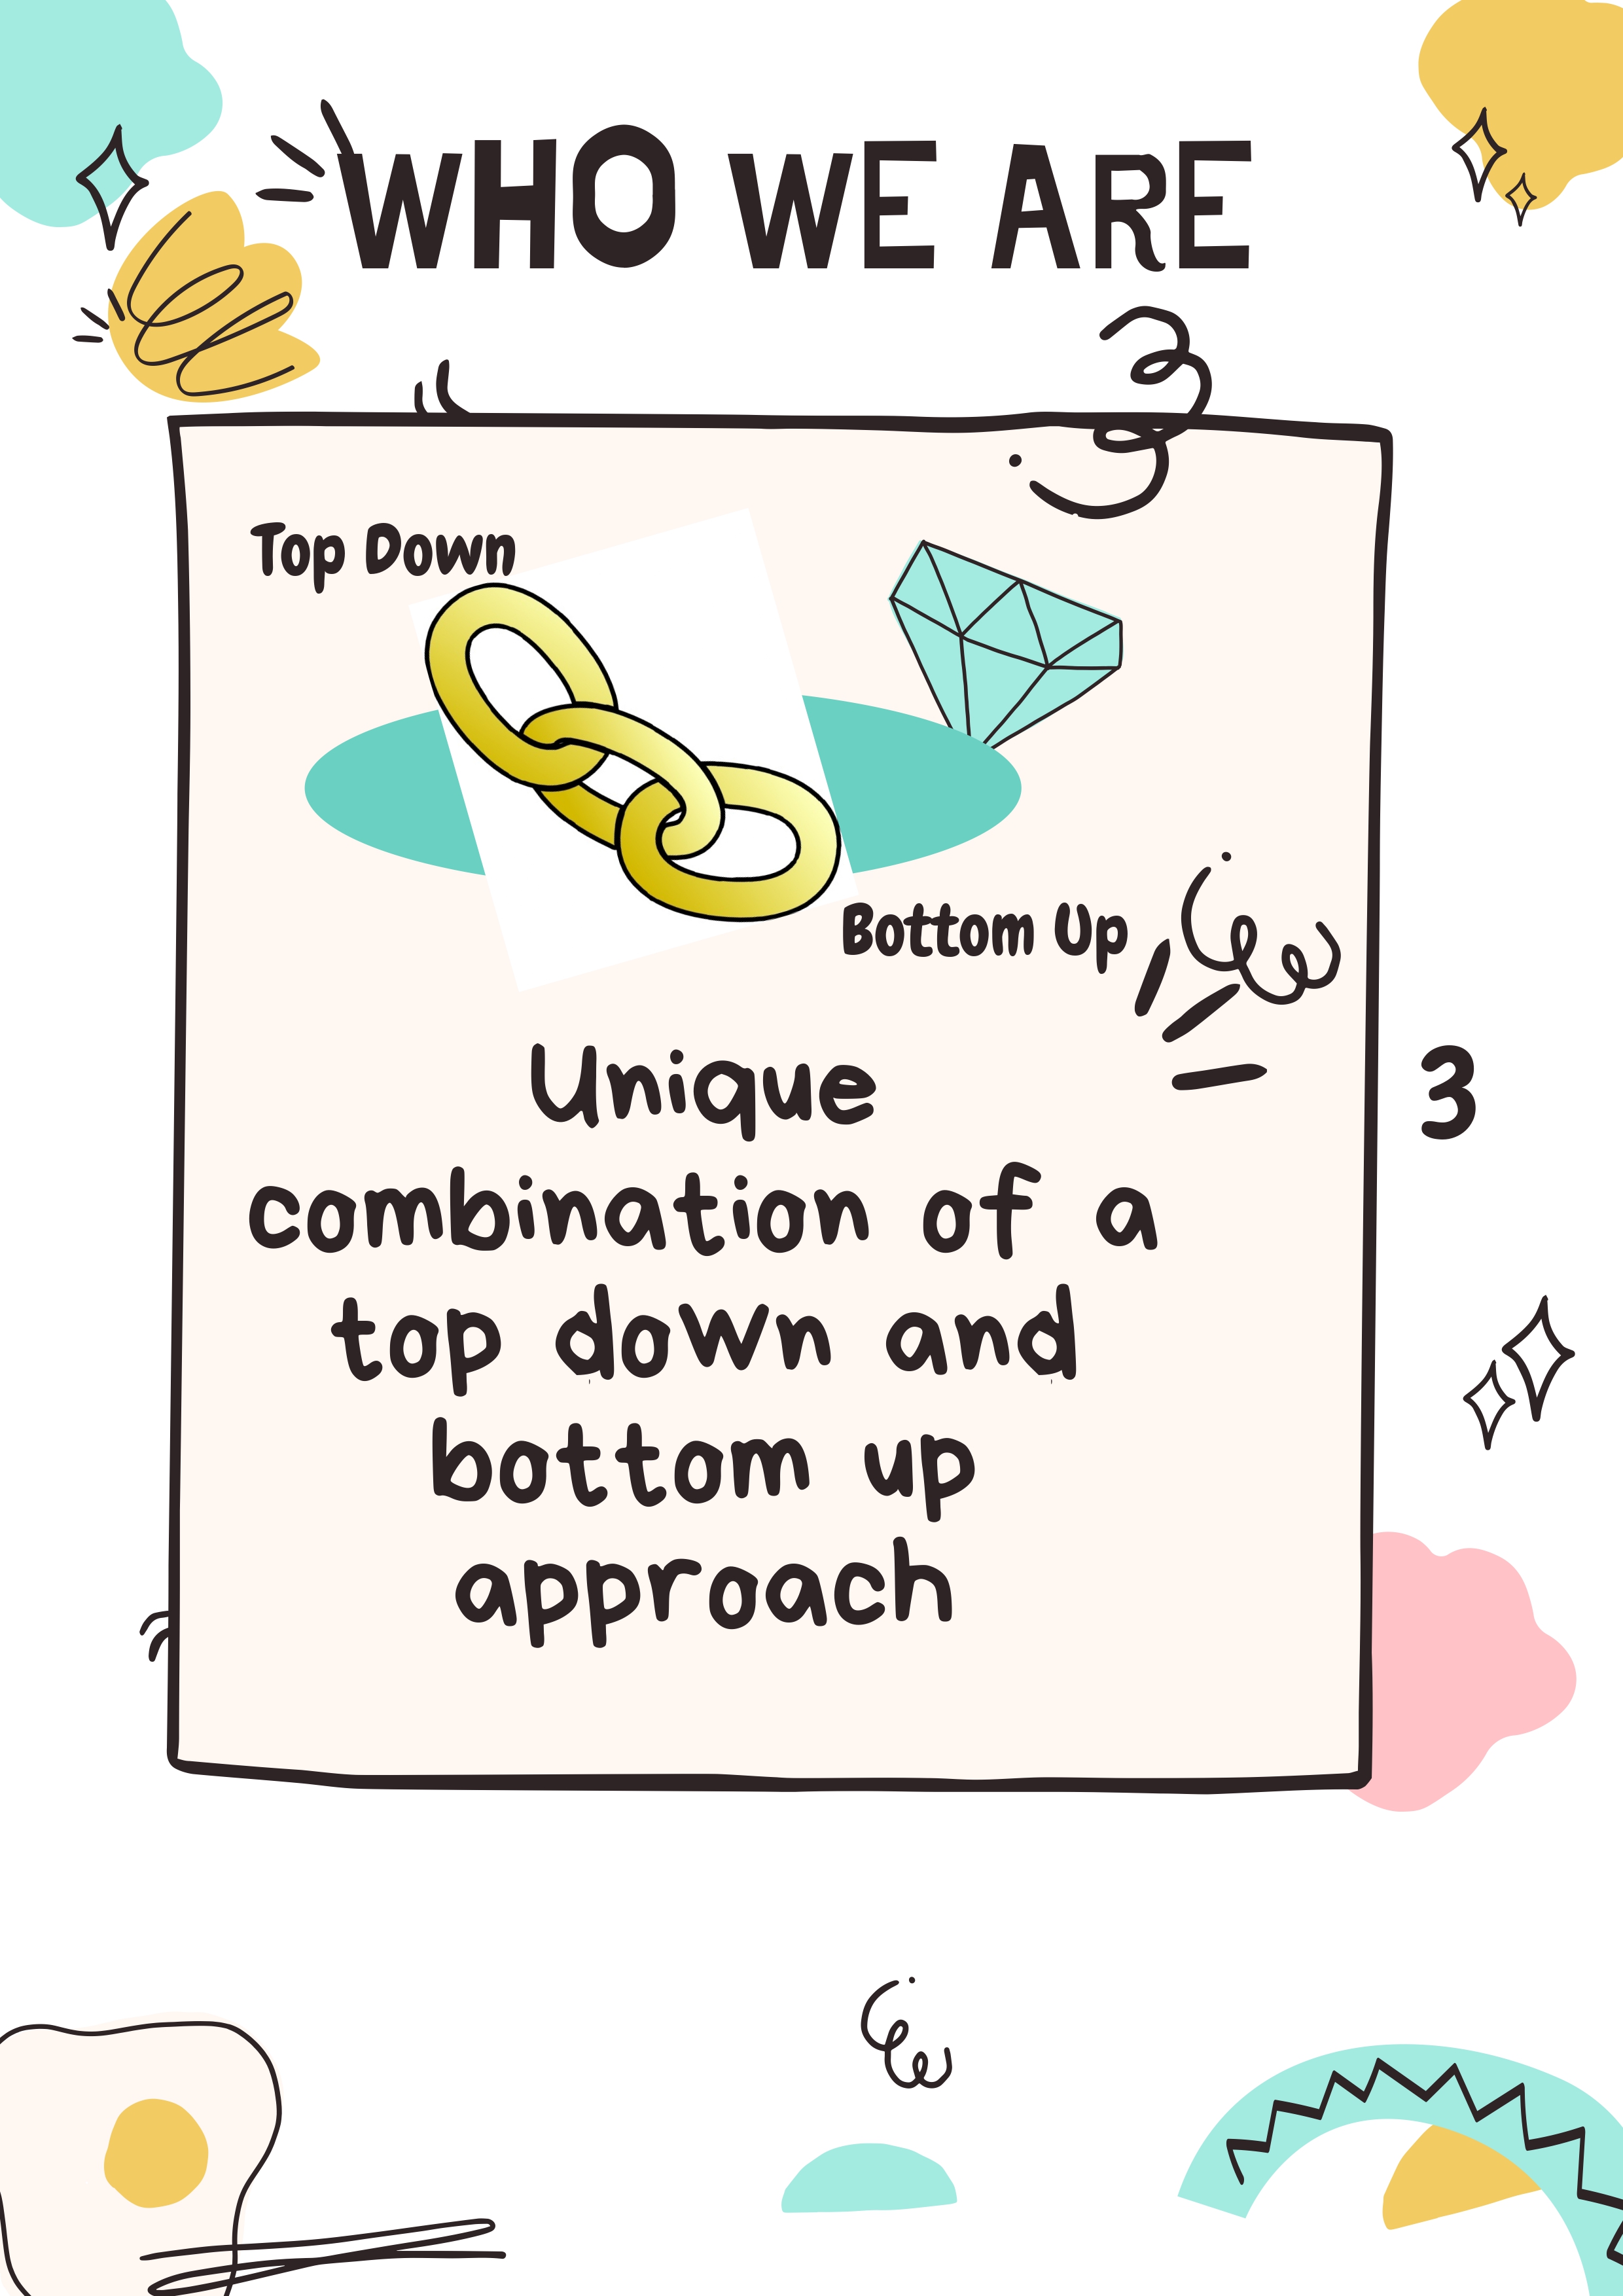 WHO WE ARE
Top Down
Bottom Up
Unique
combination of a
top down and
bottom up
approach
3